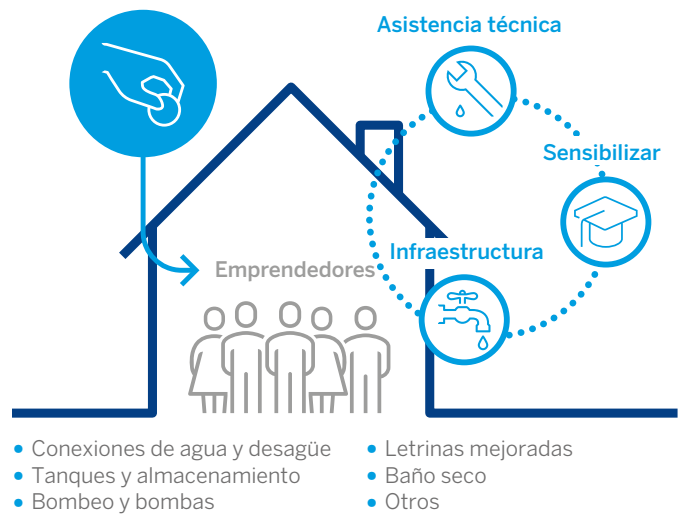 Asistencia técnica
Sensibilizar
Infraestructura
Emprendedores
• Conexiones de agua y desagüe
• Tanques y almacenamiento
• Bombeo y bombas
• Letrinas mejoradas
• Baño seco
• Otros